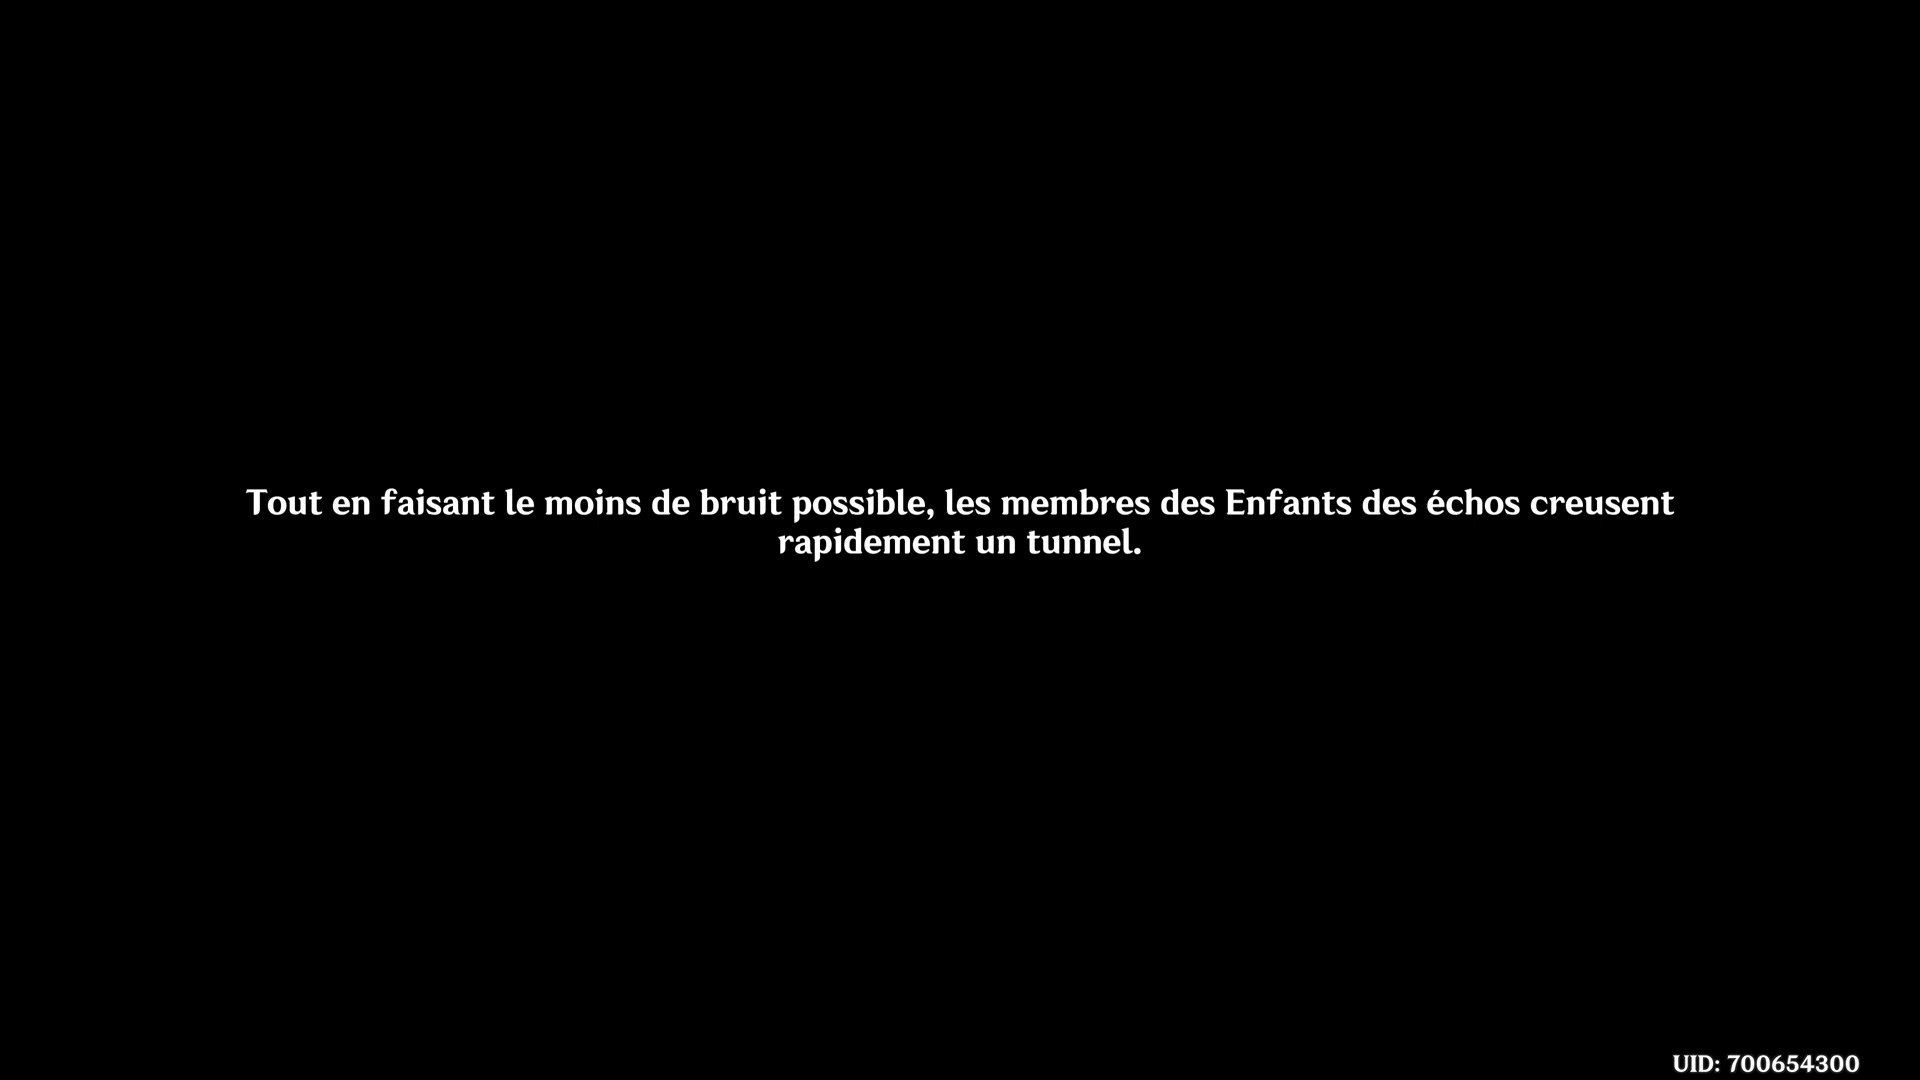 Tout en faisant le moins de bruit possible, les membres des Enfants des échos creusent
rapidement un tunnel.
UID: 700654300